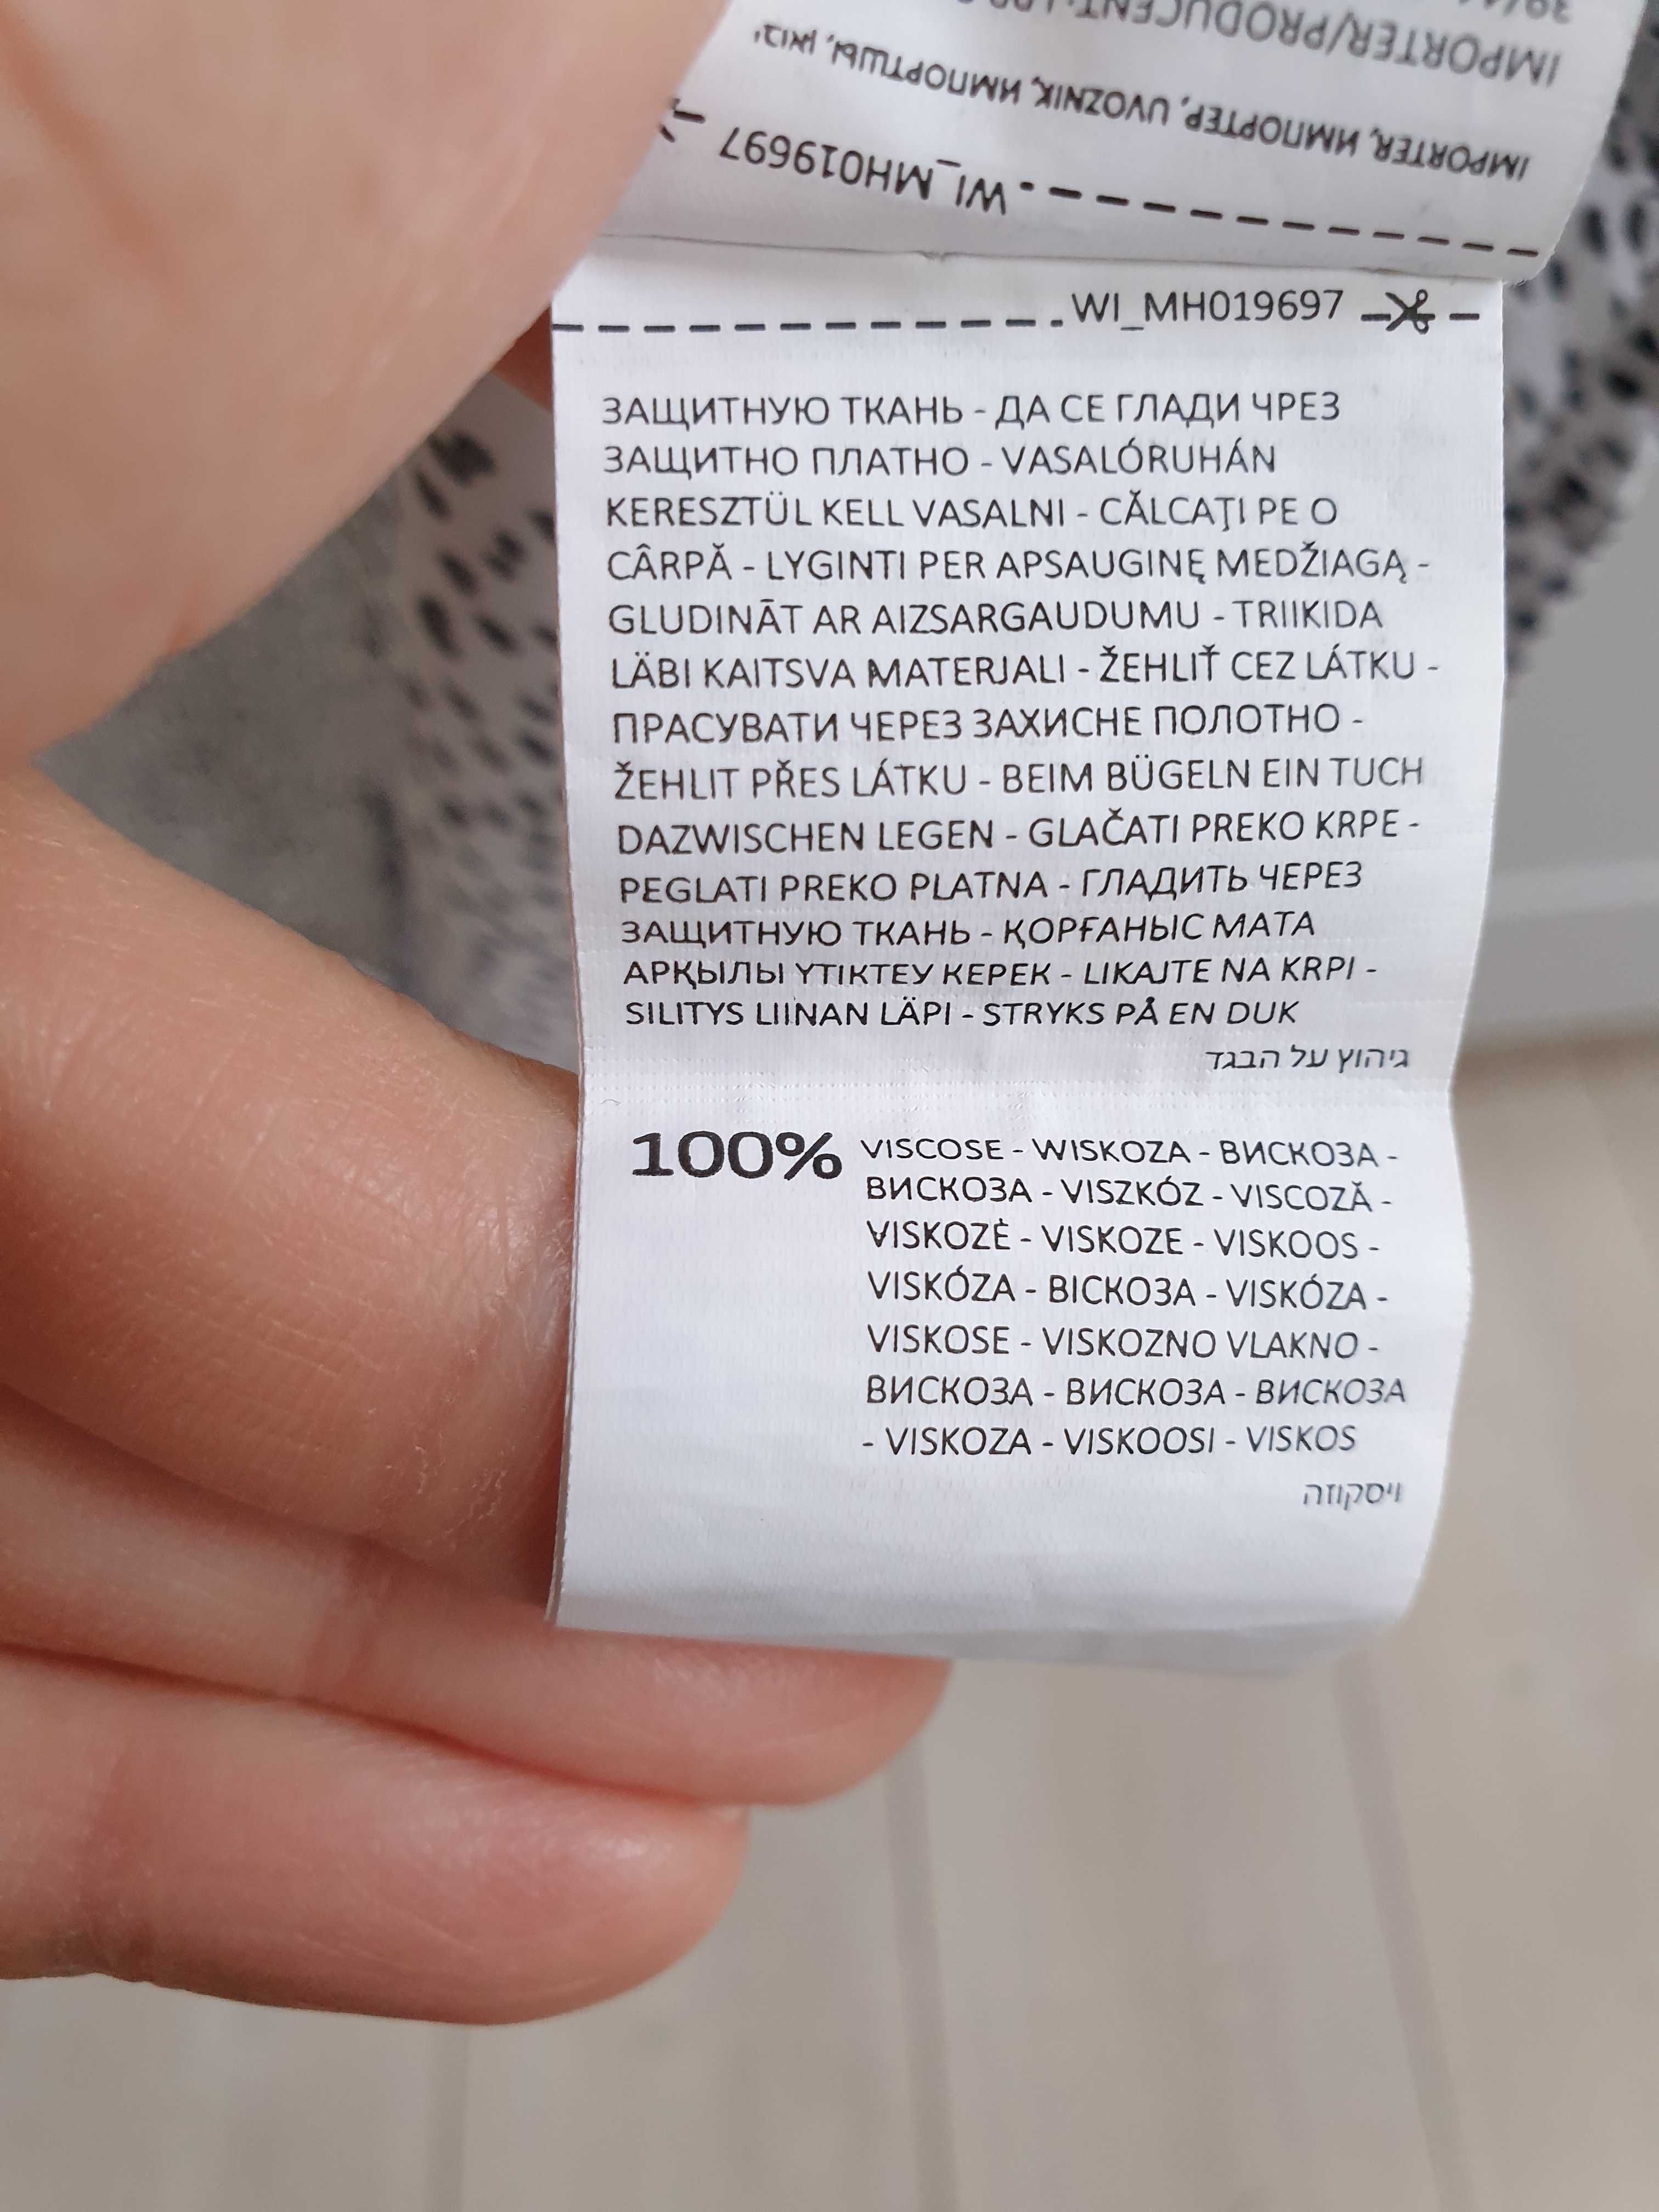 IMPORTER/PRODUCENT:
IMPORTER, ИМПОРТЕР, UVOZNIK, ИМПОРТШЫ,
WI_MH019697
WI_MH019697
ЗАЩИТНУЮ ТКАНЬ - ДА СЕ ГЛАДИ ЧРЕЗ
ЗАЩИТНО ПЛАТНО - VASALÓRUHÁN
KERESZTÜL KELL VASALNI - CĂLCAŢI PE O
CÂRPĂ - LYGINTI PER APSAUGINĘ MEDŽIAGĄ -
GLUDINĀT AR AIZSARGAUDUMU - TRIIKIDA
LÄBI KAITSVA MATERJALI - ŽEHLIŤ CEZ LÁTKU -
ПРАСУВАТИ ЧЕРЕЗ ЗАХИСНЕ ПОЛОТНО -
ŽEHLIT PŘES LÁTKU - BEIM BÜGELN EIN TUCH
DAZWISCHEN LEGEN - GLAČATI PREKO KRPE -
PEGLATI PREKO PLATNA - ГЛАДИТЬ ЧЕРЕЗ
ЗАЩИТНУЮ ТКАНЬ - ҚОРҒАНЫС МАТА
АРҚЫЛЫ ҮТІКТЕУ КЕРЕК - LIKAJTE NA KRPI -
SILITYS LIINAN LÄPI - STRYKS PÅ EN DUK
גיהוץ על הבגד
100% VISCOSE - WISKOZA - ВИСКОЗА -
ВИСКОЗА - VISZKÓZ - VISCOZĂ -
VISKOZĖ - VISKOZE - VISKOOS -
VISKÓZA - ВІСКОЗА - VISKÓZA -
VISKOSE - VISKOZNO VLAKNO -
ВИСКОЗА - ВИСКОЗА - ВИСКОЗА
- VISKOZA - VISKOOSI - VISKOS
ויסקוזה